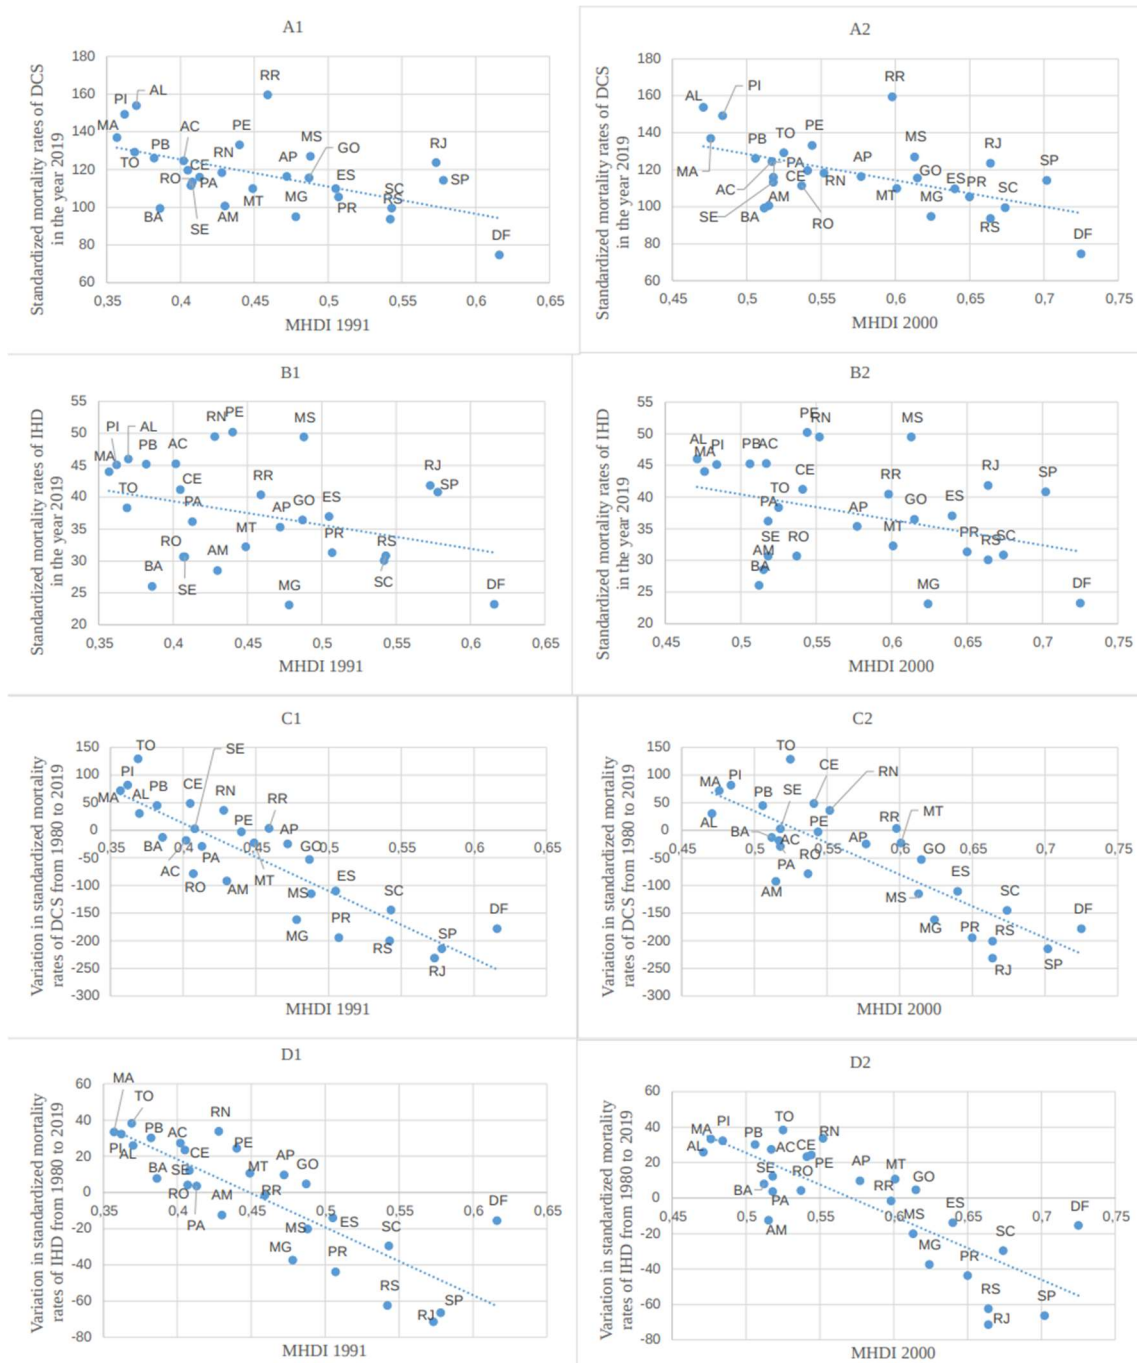 A1
Standardized mortality rates of DCS
in the year 2019
180
160
140
120
100
80
60
0,35
0,4
0,45
0,5
0,55
0,6
0,65
MHDI 1991
PI
AL
MA
TO
PB
AC
CE
RO
PA
BA
SE
RN
AM
PE
MT
RR
AP
MG
MS
GO
ES
PR
SC
RS
RJ
SP
DF
A2
Standardized mortality rates of DCS
in the year 2019
180
160
140
120
100
80
60
0,45
0,5
0,55
0,6
0,65
0,7
0,75
MHDI 2000
AL
PI
MA
PB
TO
PE
AC
PA
CE
RN
SE
BA
AM
RO
AP
RR
MT
MS
GO
MG
ES
PR
RJ
RS
SC
SP
DF
B1
Standardized mortality rates of IHD
in the year 2019
55
50
45
40
35
30
25
20
0,35
0,4
0,45
0,5
0,55
0,6
0,65
MHDI 1991
PI
AL
MA
PB
AC
TO
CE
PA
RO
SE
BA
RN
PE
AM
MT
RR
AP
GO
MS
MG
ES
PR
RS
SC
RJ
SP
DF
B2
Standardized mortality rates of IHD
in the year 2019
55
50
45
40
35
30
25
20
0,45
0,5
0,55
0,6
0,65
0,7
0,75
MHDI 2000
AL
MA
PI
PB
AC
PE
RN
CE
TO
PA
SE
AM
BA
RO
AP
RR
MT
MS
GO
MG
ES
PR
RS
SC
RJ
SP
DF
C1
Variation in standardized mortality
rates of DCS from 1980 to 2019
150
100
50
0
-50
-100
-150
-200
-250
-300
0,35
0,4
0,45
0,5
0,55
0,6
0,65
MHDI 1991
TO
PI
MA
AL
PB
CE
SE
RN
BA
AC
PA
RO
AM
PE
MT
RR
AP
GO
MS
MG
ES
PR
SC
RS
SP
RJ
DF
C2
Variation in standardized mortality
rates of DCS from 1980 to 2019
150
100
50
0
-50
-100
-150
-200
-250
-300
0,45
0,5
0,55
0,6
0,65
0,7
0,75
MHDI 2000
TO
MA
PI
AL
PB
SE
CE
RN
BA
AC
PE
PA
RO
AM
AP
RR
MT
GO
MS
MG
ES
PR
SC
RS
RJ
SP
DF
D1
Variation in standardized mortality
rates of IHD from 1980 to 2019
60
40
20
0
-20
-40
-60
-80
0,35
0,4
0,45
0,5
0,55
0,6
0,65
MHDI 1991
MA
TO
PI
AL
PB
AC
CE
BA
SE
RO
PA
RN
PE
AM
MT
RR
AP
GO
MS
MG
ES
PR
SC
RS
RJ
SP
DF
D2
Variation in standardized mortality
rates of IHD from 1980 to 2019
60
40
20
0
-20
-40
-60
-80
0,45
0,5
0,55
0,6
0,65
0,7
0,75
MHDI 2000
MA
PI
AL
PB
TO
AC
CE
RN
PE
SE
RO
BA
PA
AM
AP
MT
RR
GO
MS
MG
ES
PR
SC
RS
RJ
SP
DF